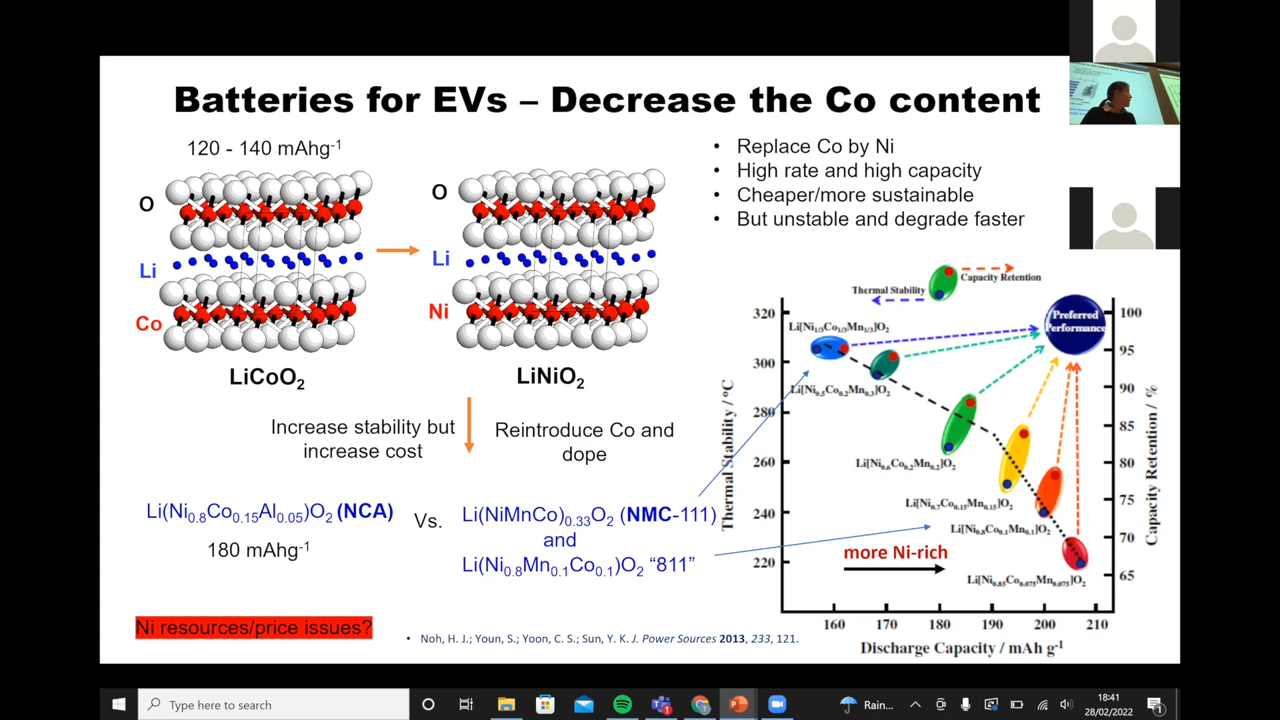 Batteries for EVs – Decrease the Co content
120 - 140 mAhg-1
O
Li
Co
LiCoO2
O
Li
Ni
LiNiO2
• Replace Co by Ni
• High rate and high capacity
• Cheaper/more sustainable
• But unstable and degrade faster
Increase stability but
increase cost
Reintroduce Co and
dope
Li(Ni0.8Co0.15Al0.05)O2 (NCA)
180 mAhg-1
Vs.
Li(NiMnCo)0.33O2 (NMC-111)
and
Li(Ni0.8Mn0.1Co0.1)O2 “811”
Ni resources/price issues?
• Noh, H. J.; Youn, S.; Yoon, C. S.; Sun, Y. K. J. Power Sources 2013, 233, 121.
Capacity Retention
Thermal Stability
Preferred
Performance
Li[Ni1/3Co1/3Mn1/3]O2
Li[Ni0.5Co0.2Mn0.3]O2
Li[Ni0.6Co0.2Mn0.2]O2
Li[Ni0.7Co0.15Mn0.15]O2
Li[Ni0.8Co0.1Mn0.1]O2
Li[Ni0.85Co0.075Mn0.075]O2
more Ni-rich
Thermal Stability / °C
320
300
280
260
240
220
Capacity Retention / %
100
95
90
85
80
75
70
65
160 170 180 190 200 210
Discharge Capacity / mAh g-1
Type here to search
Rain...
18:41
28/02/2022